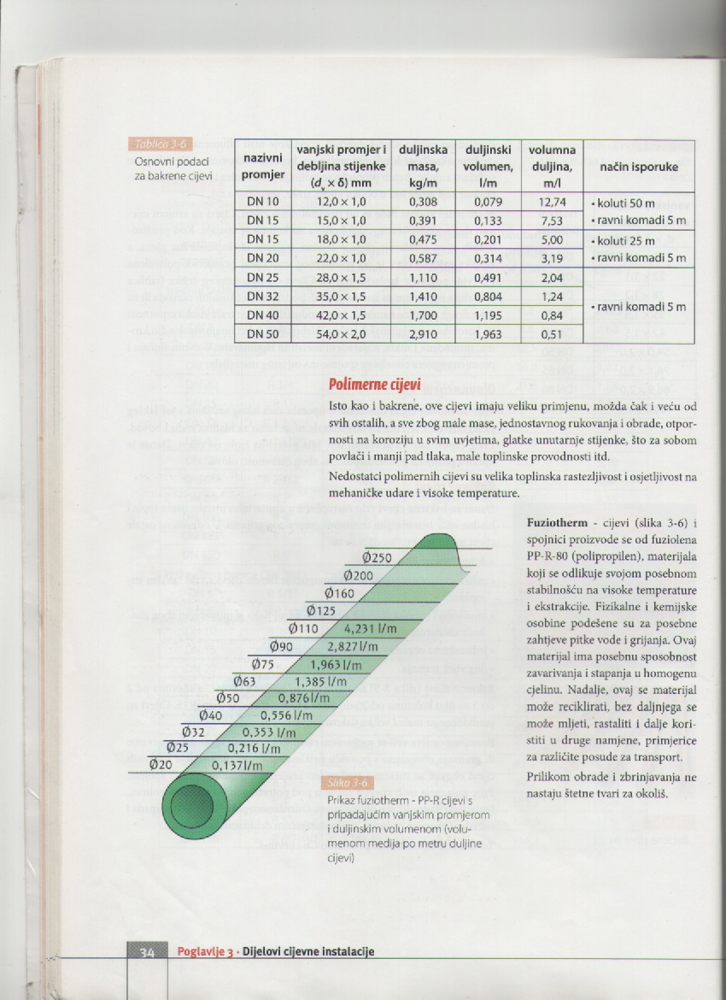 Tablica 3-6
Osnovni podaci
za bakrene cijevi
nazivni promjer | vanjski promjer i debljina stijenke (dᵥ × δ) mm | duljinska masa, kg/m | duljinski volumen, l/m | volumna duljina, m/l | način isporuke
DN 10 | 12,0 × 1,0 | 0,308 | 0,079 | 12,74 | • koluti 50 m
DN 15 | 15,0 × 1,0 | 0,391 | 0,133 | 7,53 | • ravni komadi 5 m
DN 15 | 18,0 × 1,0 | 0,475 | 0,201 | 5,00 | • koluti 25 m
DN 20 | 22,0 × 1,0 | 0,587 | 0,314 | 3,19 | • ravni komadi 5 m
DN 25 | 28,0 × 1,5 | 1,110 | 0,491 | 2,04 | • ravni komadi 5 m
DN 32 | 35,0 × 1,5 | 1,410 | 0,804 | 1,24
DN 40 | 42,0 × 1,5 | 1,700 | 1,195 | 0,84
DN 50 | 54,0 × 2,0 | 2,910 | 1,963 | 0,51
Polimerne cijevi
Isto kao i bakrene, ove cijevi imaju veliku primjenu, možda čak i veću od
svih ostalih, a sve zbog male mase, jednostavnog rukovanja i obrade, otpor-
nosti na koroziju u svim uvjetima, glatke unutarnje stijenke, što za sobom
povlači i manji pad tlaka, male toplinske provodnosti itd.
Nedostatci polimernih cijevi su velika toplinska rastezljivost i osjetljivost na
mehaničke udare i visoke temperature.
Fuziotherm - cijevi (slika 3-6) i
spojnici proizvode se od fuziolena
PP-R-80 (polipropilen), materijala
koji se odlikuje svojom posebnom
stabilnošću na visoke temperature
i ekstrakcije. Fizikalne i kemijske
osobine podešene su za posebne
zahtjeve pitke vode i grijanja. Ovaj
materijal ima posebnu sposobnost
zavarivanja i stapanja u homogenu
cjelinu. Nadalje, ovaj se materijal
može reciklirati, bez daljnjega se
može mljeti, rastaliti i dalje kori-
stiti u druge namjene, primjerice
za različite posude za transport.
Prilikom obrade i zbrinjavanja ne
nastaju štetne tvari za okoliš.
Ø250
Ø200
Ø160
Ø125
Ø110 4,231 l/m
Ø90 2,827 l/m
Ø75 1,963 l/m
Ø63 1,385 l/m
Ø50 0,876 l/m
Ø40 0,556 l/m
Ø32 0,353 l/m
Ø25 0,216 l/m
Ø20 0,137 l/m
Slika 3-6
Prikaz fuziotherm - PP-R cijevi s
pripadajućim vanjskim promjerom
i duljinskim volumenom (volu-
menom medija po metru duljine
cijevi)
34 Poglavlje 3 · Dijelovi cijevne instalacije